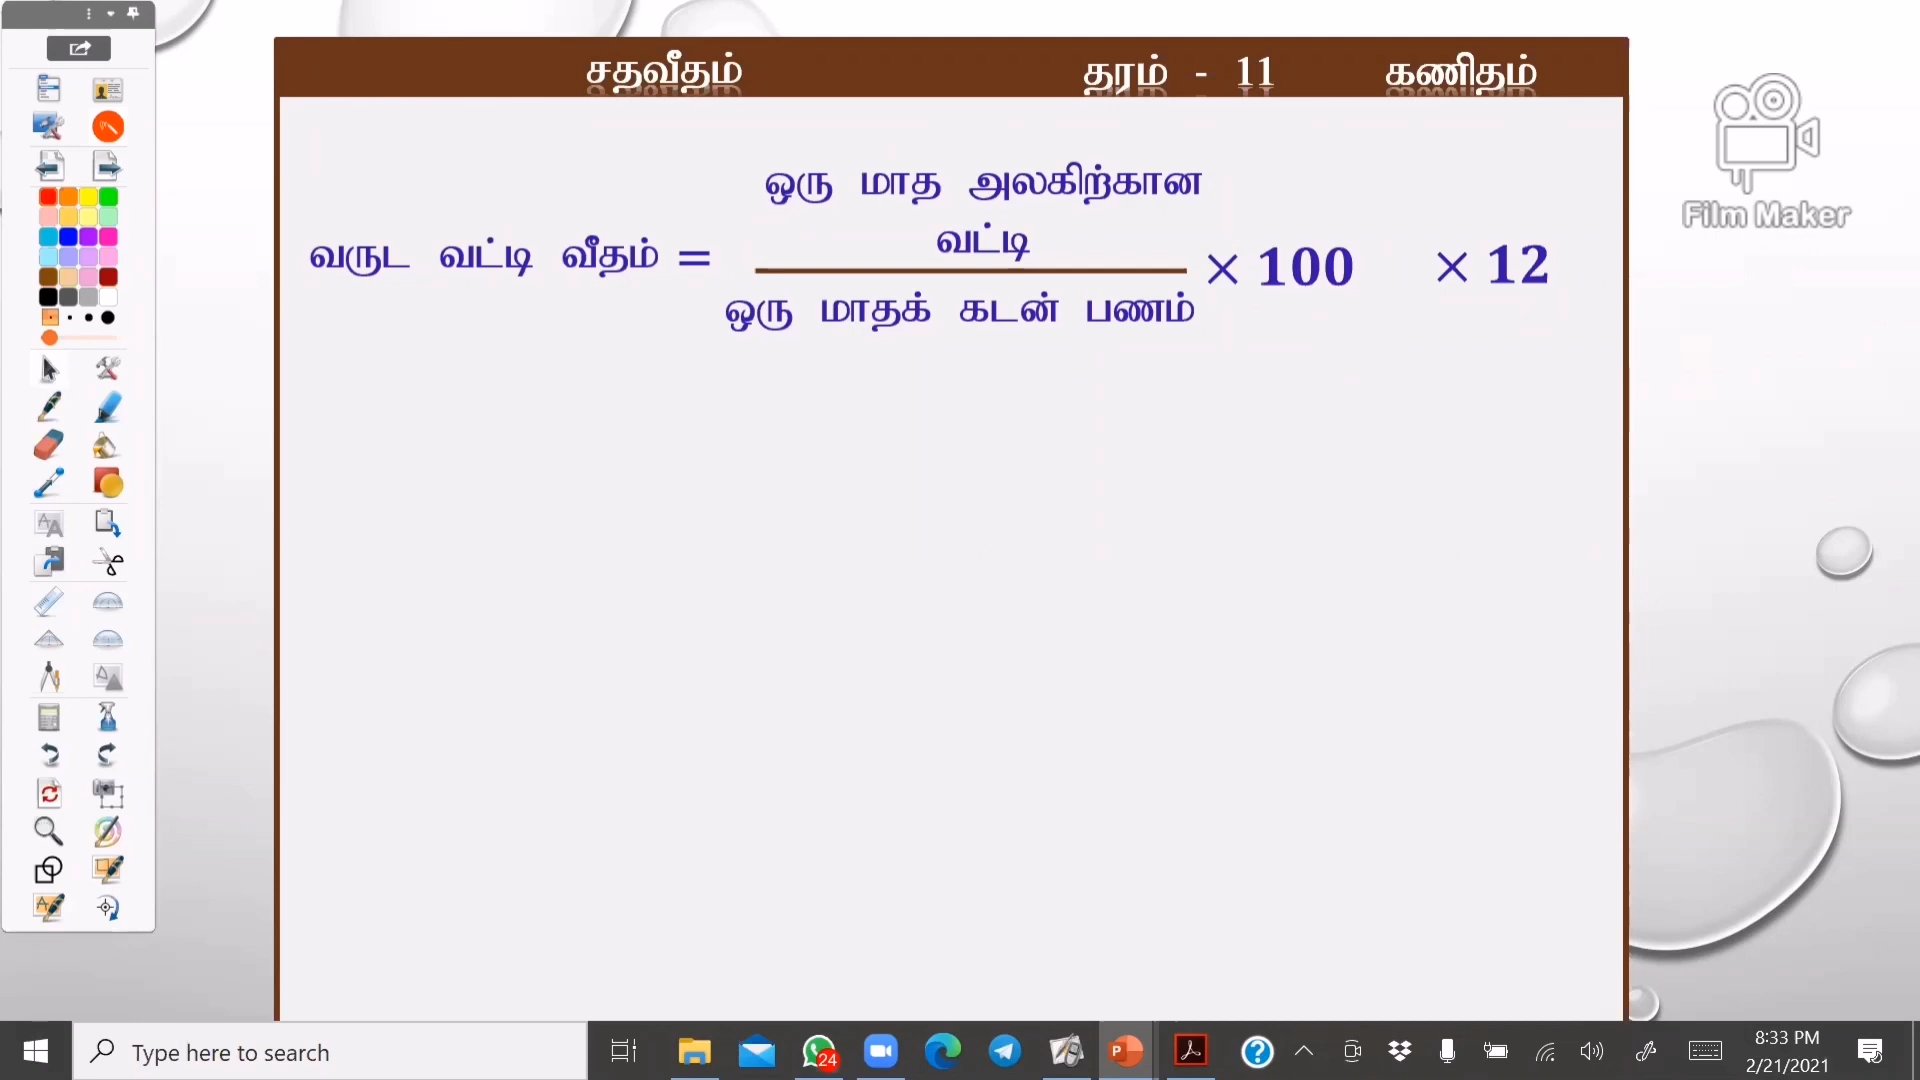 சதவீதம் தரம் - 11 கணிதம்
ஒரு மாத அலகிற்கான
வட்டி
வருட வட்டி வீதம் = × 100 × 12
ஒரு மாதக் கடன் பணம்
Film Maker
Type here to search
24
8:33 PM
2/21/2021